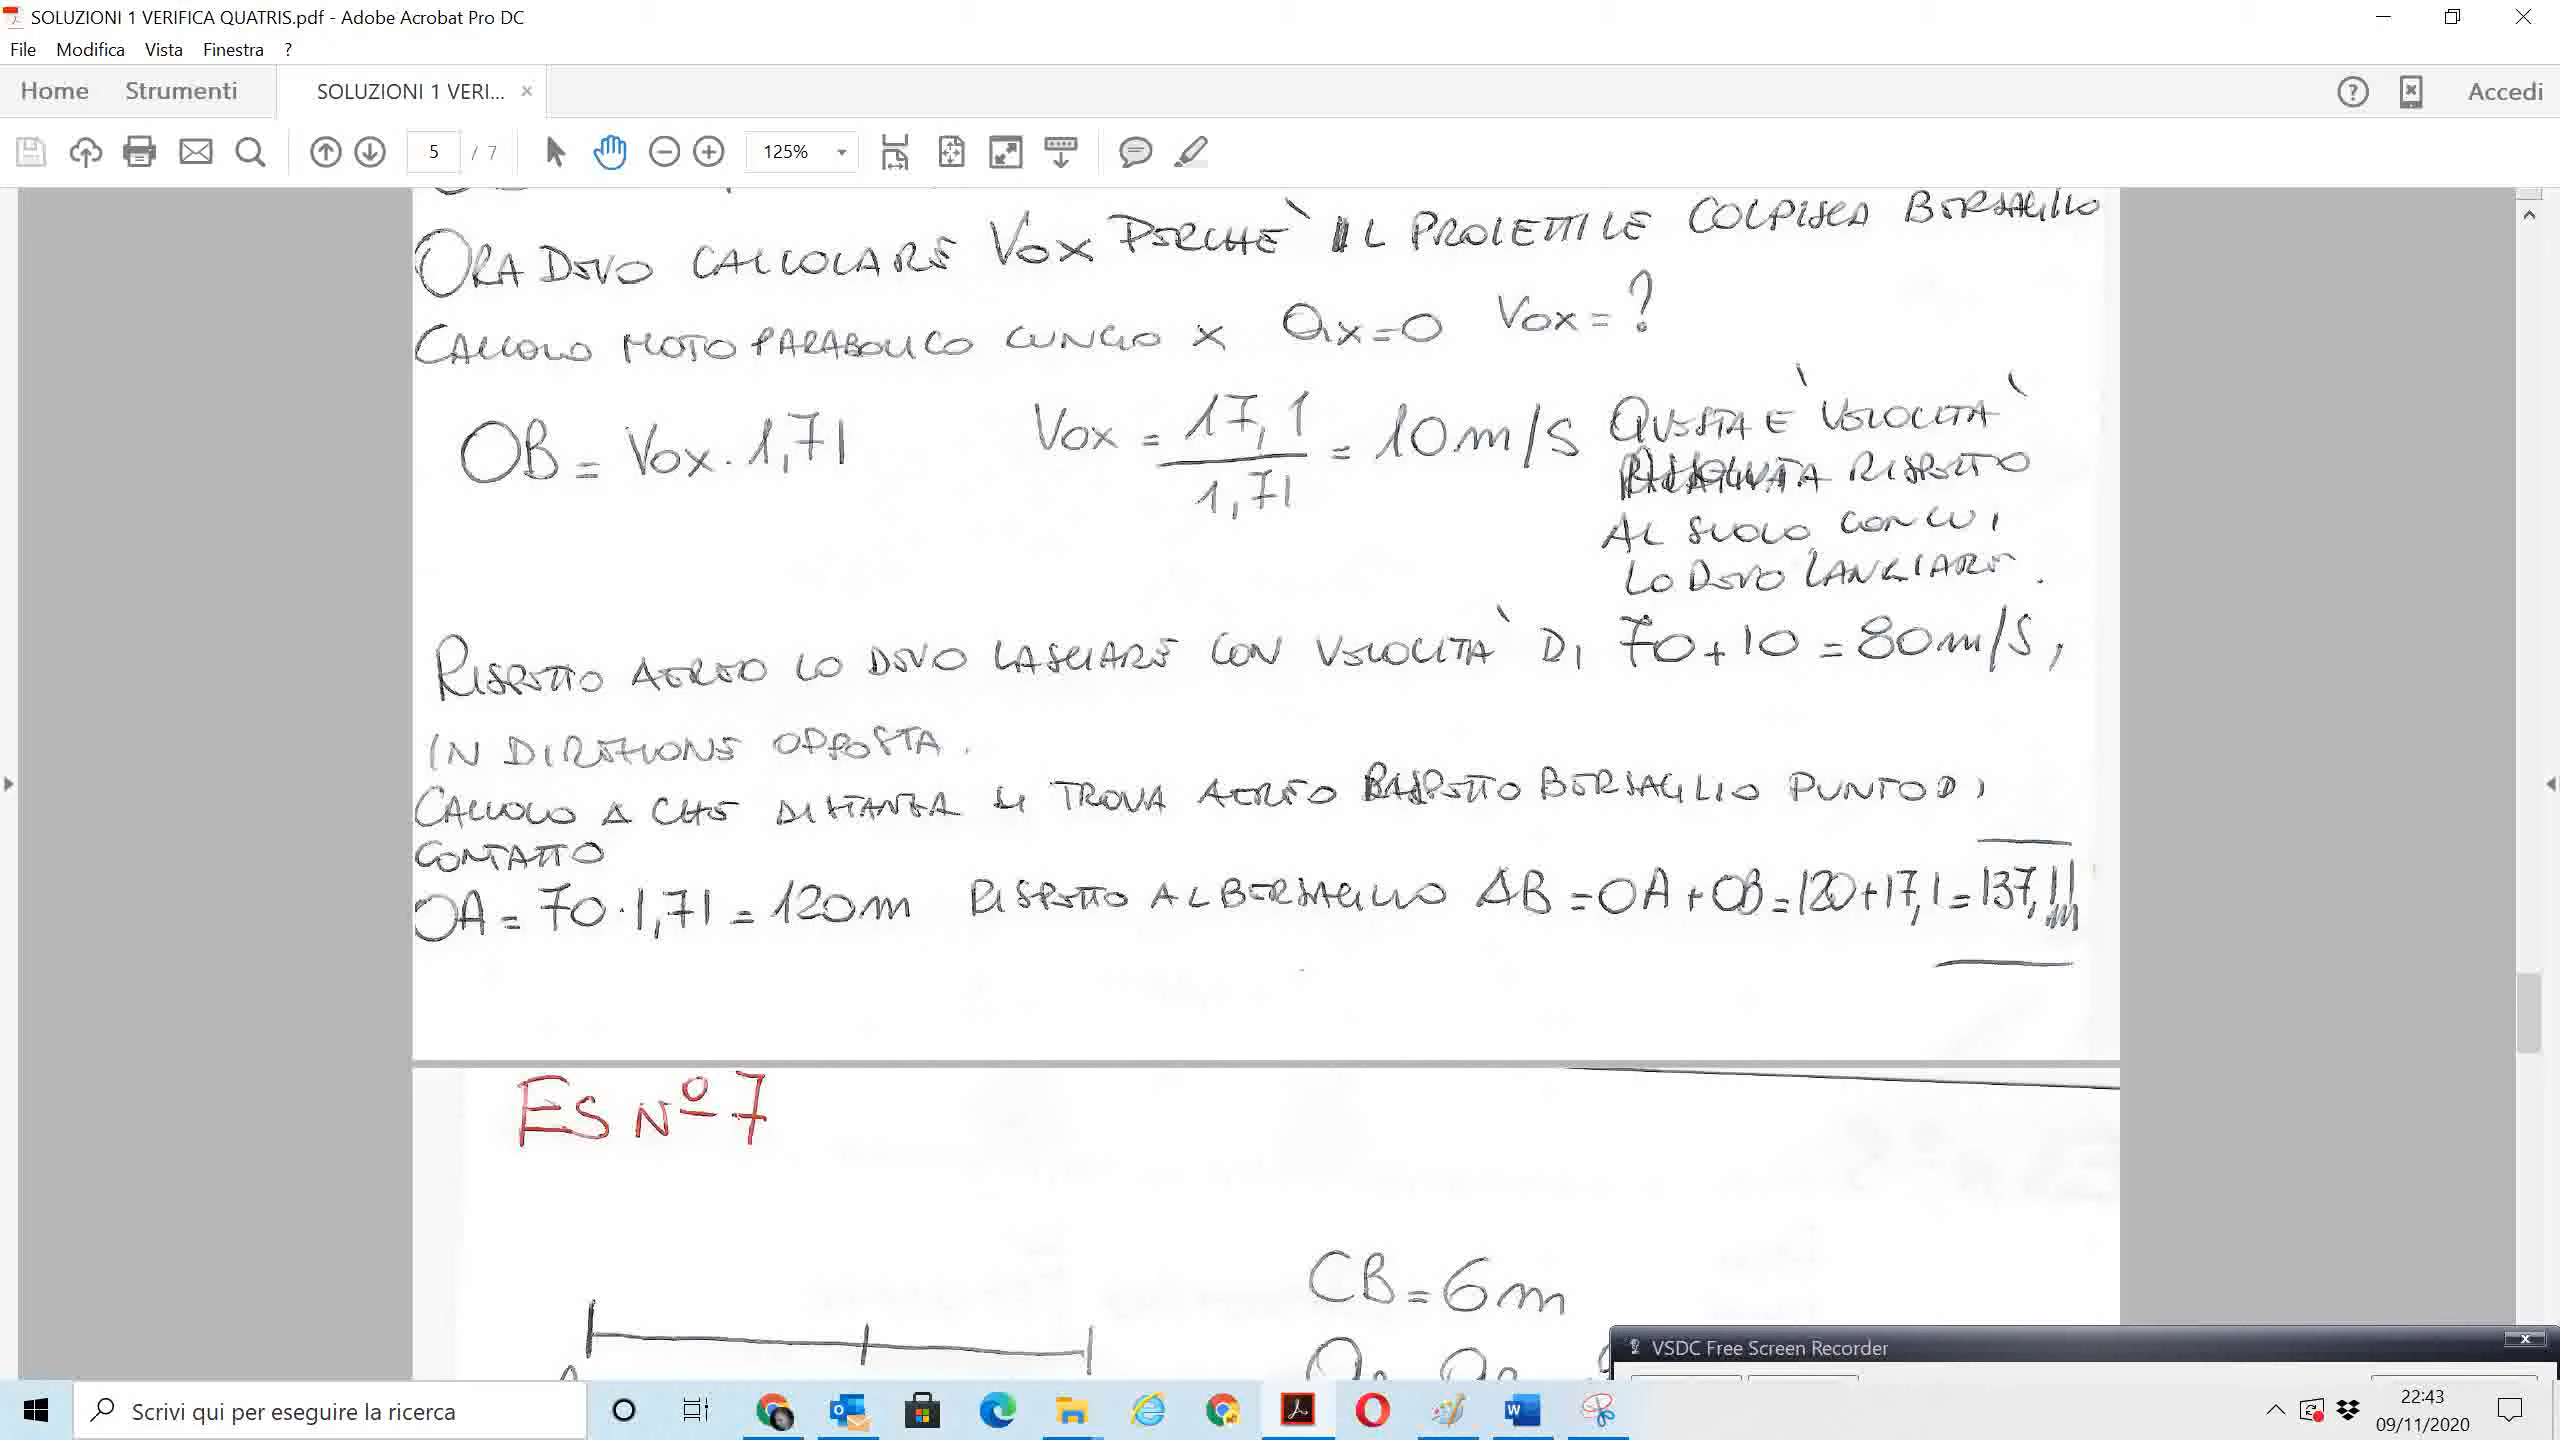 SOLUZIONI 1 VERIFICA QUATRIS.pdf - Adobe Acrobat Pro DC
File Modifica Vista Finestra ?
Home Strumenti SOLUZIONI 1 VERI... × Accedi
5 / 7 125%
ORA DEVO CALCOLARE Vox PERCHE' IL PROIETTILE COLPISCA BERSAGLIO
CALCOLO MOTO PARABOLICO LUNGO x ax=0 Vox=?
OB = Vox · 1,71 Vox = 17,1 / 1,71 = 10 m/s QUESTA E' VELOCITA'
RISPETTO
AL SUOLO CON CUI
LO DEVO LANCIARE.
RISPETTO AEREO LO DEVO LASCIARE CON VELOCITA' DI 70+10=80m/s,
IN DIREZIONE OPPOSTA.
CALCOLO A CHE DISTANZA SI TROVA AEREO RISPETTO BERSAGLIO PUNTO DI
CONTATTO
OA = 70·1,71 = 120m RISPETTO AL BERSAGLIO AB = OA + OB = 120+17,1 = 137,1 m
ES Nº 7
CB = 6m
VSDC Free Screen Recorder
Scrivi qui per eseguire la ricerca
22:43
09/11/2020